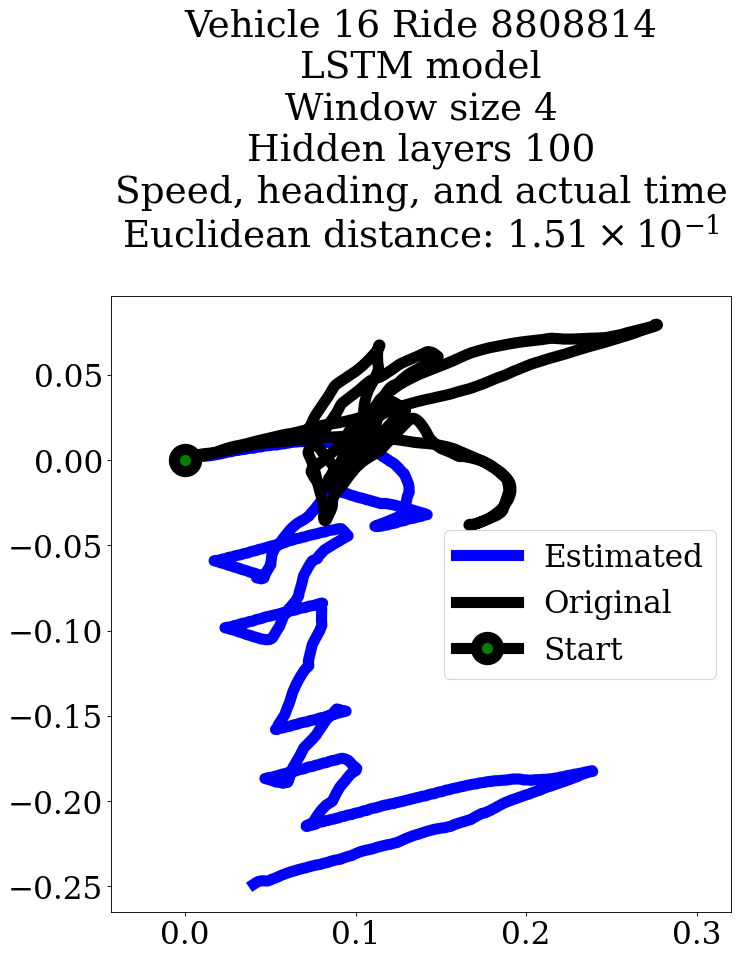 Vehicle 16 Ride 8808814
LSTM model
Window size 4
Hidden layers 100
Speed, heading, and actual time
Euclidean distance: 1.51 × 10⁻¹
0.05
0.00
−0.05
−0.10
−0.15
−0.20
−0.25
Estimated
Original
Start
0.0 0.1 0.2 0.3